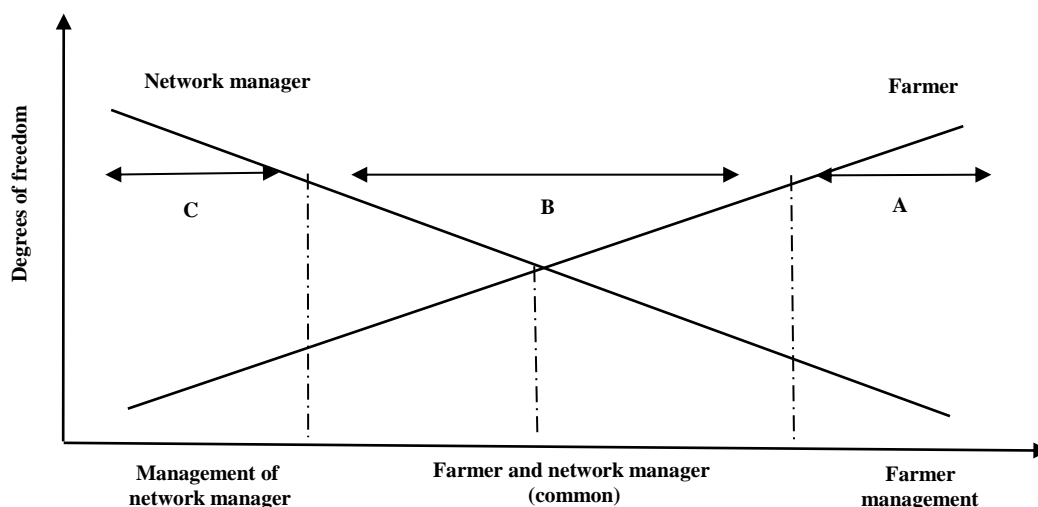 Network manager
Farmer
Degrees of freedom
C
B
A
Management of
network manager
Farmer and network manager
(common)
Farmer
management